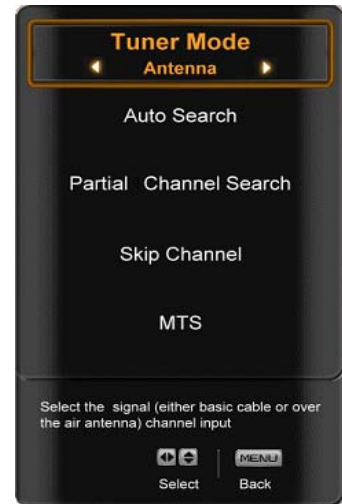 Tuner Mode
Antenna
Auto Search
Partial Channel Search
Skip Channel
MTS
Select the signal (either basic cable or over
the air antenna) channel input
MENU
Select Back